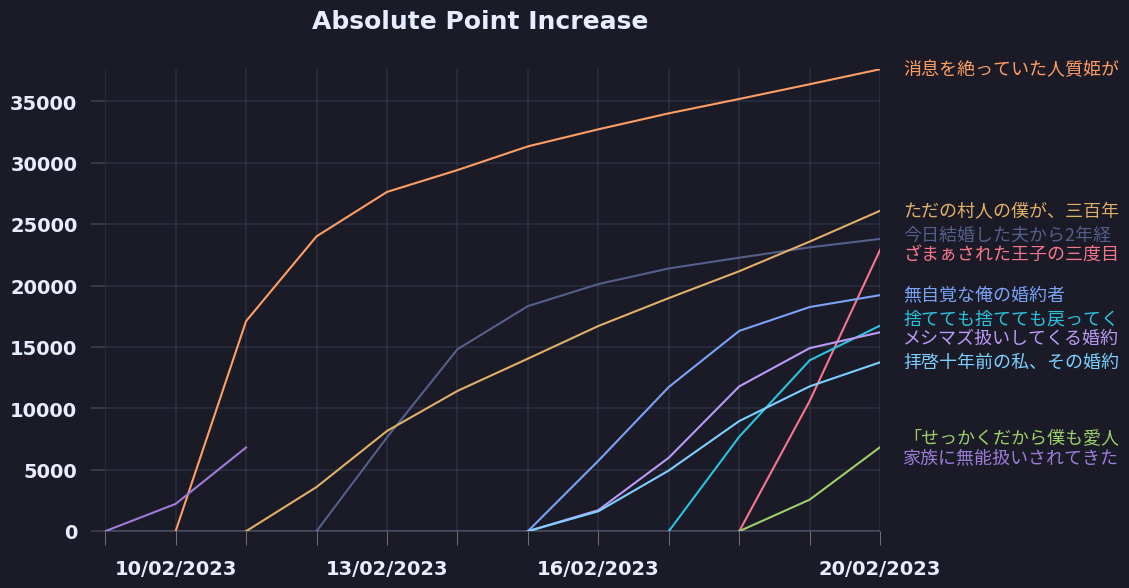 Absolute Point Increase
35000
30000
25000
20000
15000
10000
5000
0
10/02/2023
13/02/2023
16/02/2023
20/02/2023
消息を絶っていた人質姫が
ただの村人の僕が、三百年
今日結婚した夫から2年経
ざまぁされた王子の三度目
無自覚な俺の婚約者
捨てても捨てても戻ってく
メシマズ扱いしてくる婚約
拝啓十年前の私、その婚約
「せっかくだから僕も愛人
家族に無能扱いされてきた